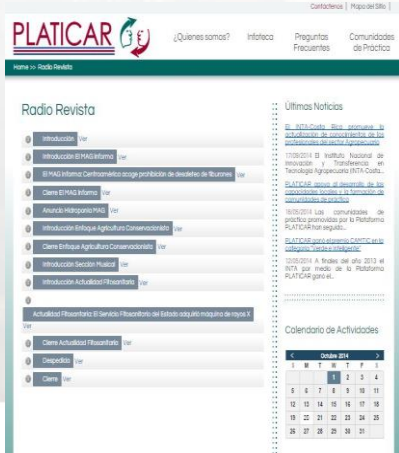 Contáctenos | Mapa del Sitio |
PLATICAR
¿Quienes somos?
Infoteca
Preguntas Frecuentes
Comunidades de Práctica
Home >> Radio Revista
Radio Revista
Introducción Ver
Introducción El MAG Informa Ver
El MAG Informa: Centroamérica acoge prohibición de desaleteo de tiburones Ver
Cierre El MAG Informa Ver
Anuncio Hidroponia MAG Ver
Introducción Enfoque Agricultura Conservacionista Ver
Cierre Enfoque Agricultura Conservacionista Ver
Introducción Sección Musical Ver
Introducción Actualidad Fitosanitaria Ver
Actualidad Fitosanitaria: El Servicio Fitosanitario del Estado adquirió máquina de rayos X
Ver
Cierre Actualidad Fitosanitaria Ver
Despedida Ver
Cierre Ver
Últimas Noticias
El INTA-Costa Rica promueve la
actualización de conocimientos de los
profesionales del sector Agropecuario
17/09/2014 El Instituto Nacional de
Innovación y Transferencia en
Tecnología Agropecuaria (INTA-Costa...
PLATICAR apoya al desarrollo de las
capacidades locales y la formación de
comunidades de práctica
16/05/2014 Las comunidades de
práctica promovidas por la Plataforma
PLATICAR han seguido...
PLATICAR ganó el premio CAMTIC en la
categoría "Verde e Inteligente"
12/05/2014 A finales del año 2013 el
INTA por medio de la Plataforma
PLATICAR ganó el...
Calendario de Actividades
< Octubre 2014 >
S M T W T F S
1 2 3 4
5 6 7 8 9 10 11
12 13 14 15 16 17 18
19 20 21 22 23 24 25
26 27 28 29 30 31